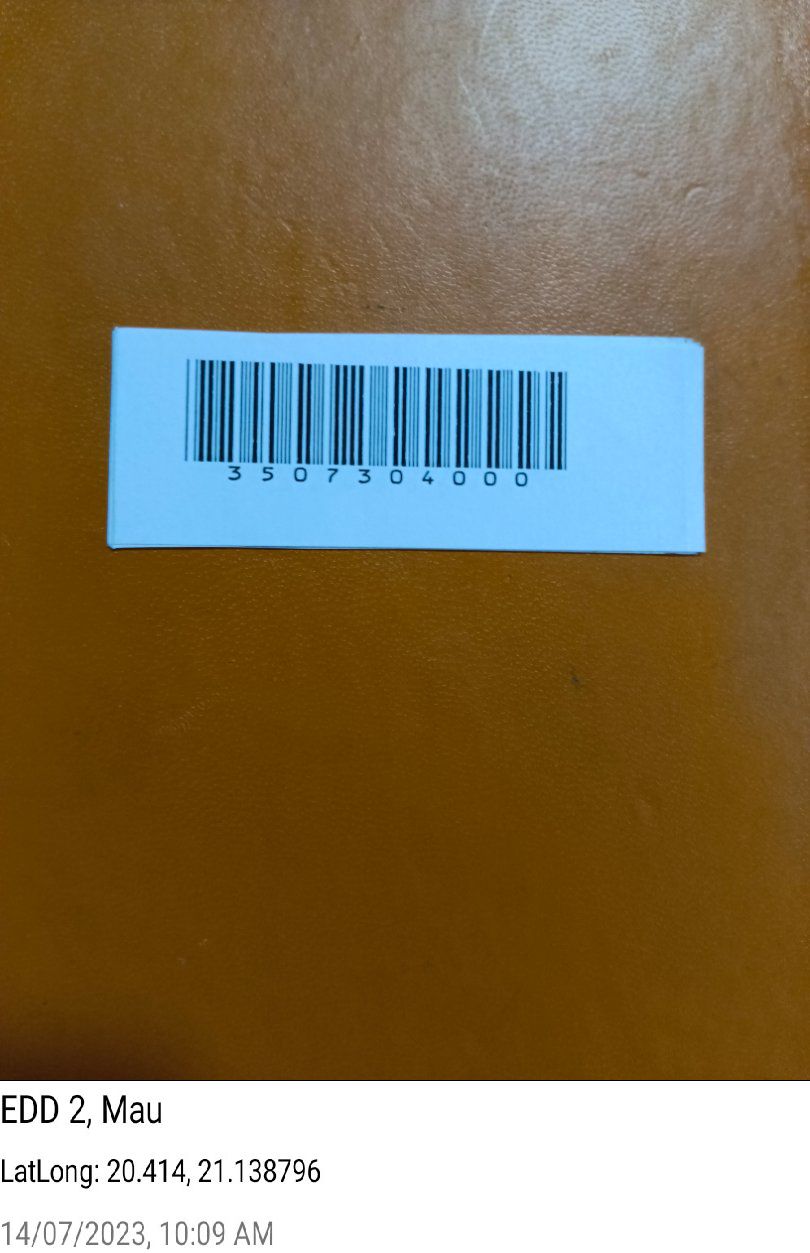 3507304000
EDD 2, Mau
LatLong: 20.414, 21.138796
14/07/2023, 10:09 AM